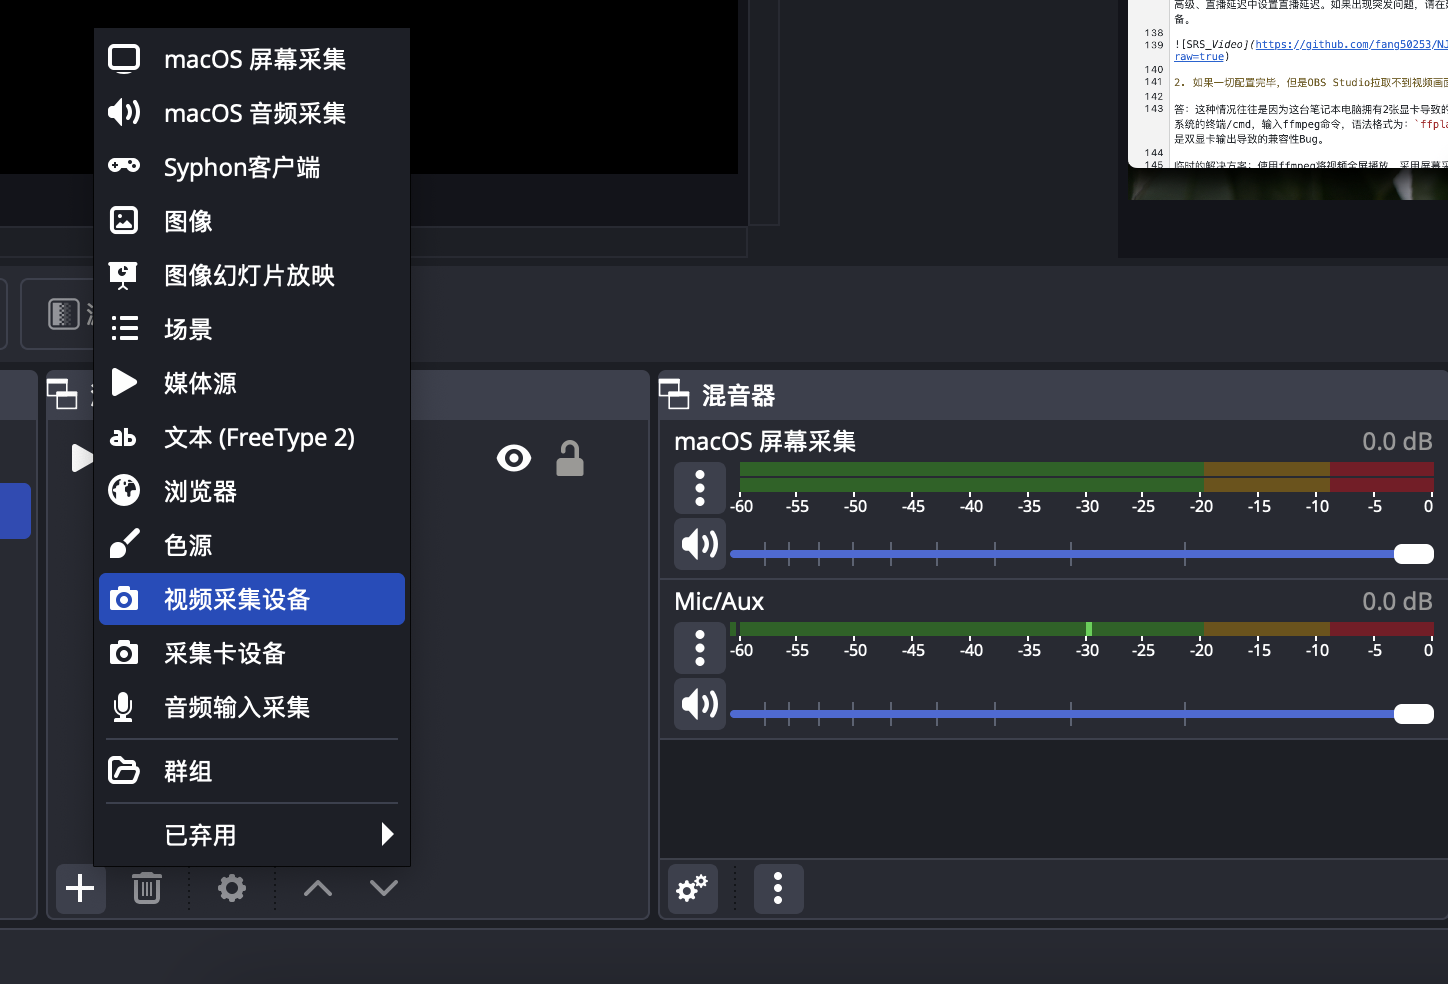 macOS 屏幕采集
macOS 音频采集
Syphon客户端
图像
图像幻灯片放映
场景
媒体源
文本 (FreeType 2)
浏览器
色源
视频采集设备
采集卡设备
音频输入采集
群组
已弃用
高级、直播延迟中设置直播延迟。如果出现突发问题，请在
备。
138
139 ![SRS_Video](https://github.com/fang50253/NJ
raw=true)
140
141 2. 如果一切配置完毕，但是OBS Studio拉取不到视频画面
142
143 答：这种情况往往是因为这台笔记本电脑拥有2张显卡导致的
系统的终端/cmd，输入ffmpeg命令，语法格式为：`ffpla
是双显卡输出导致的兼容性Bug。
144
145 临时的解决方案：使用ffmpeg将视频全屏播放，采用屏幕采
混音器
macOS 屏幕采集 0.0 dB
-60 -55 -50 -45 -40 -35 -30 -25 -20 -15 -10 -5 0
Mic/Aux 0.0 dB
-60 -55 -50 -45 -40 -35 -30 -25 -20 -15 -10 -5 0